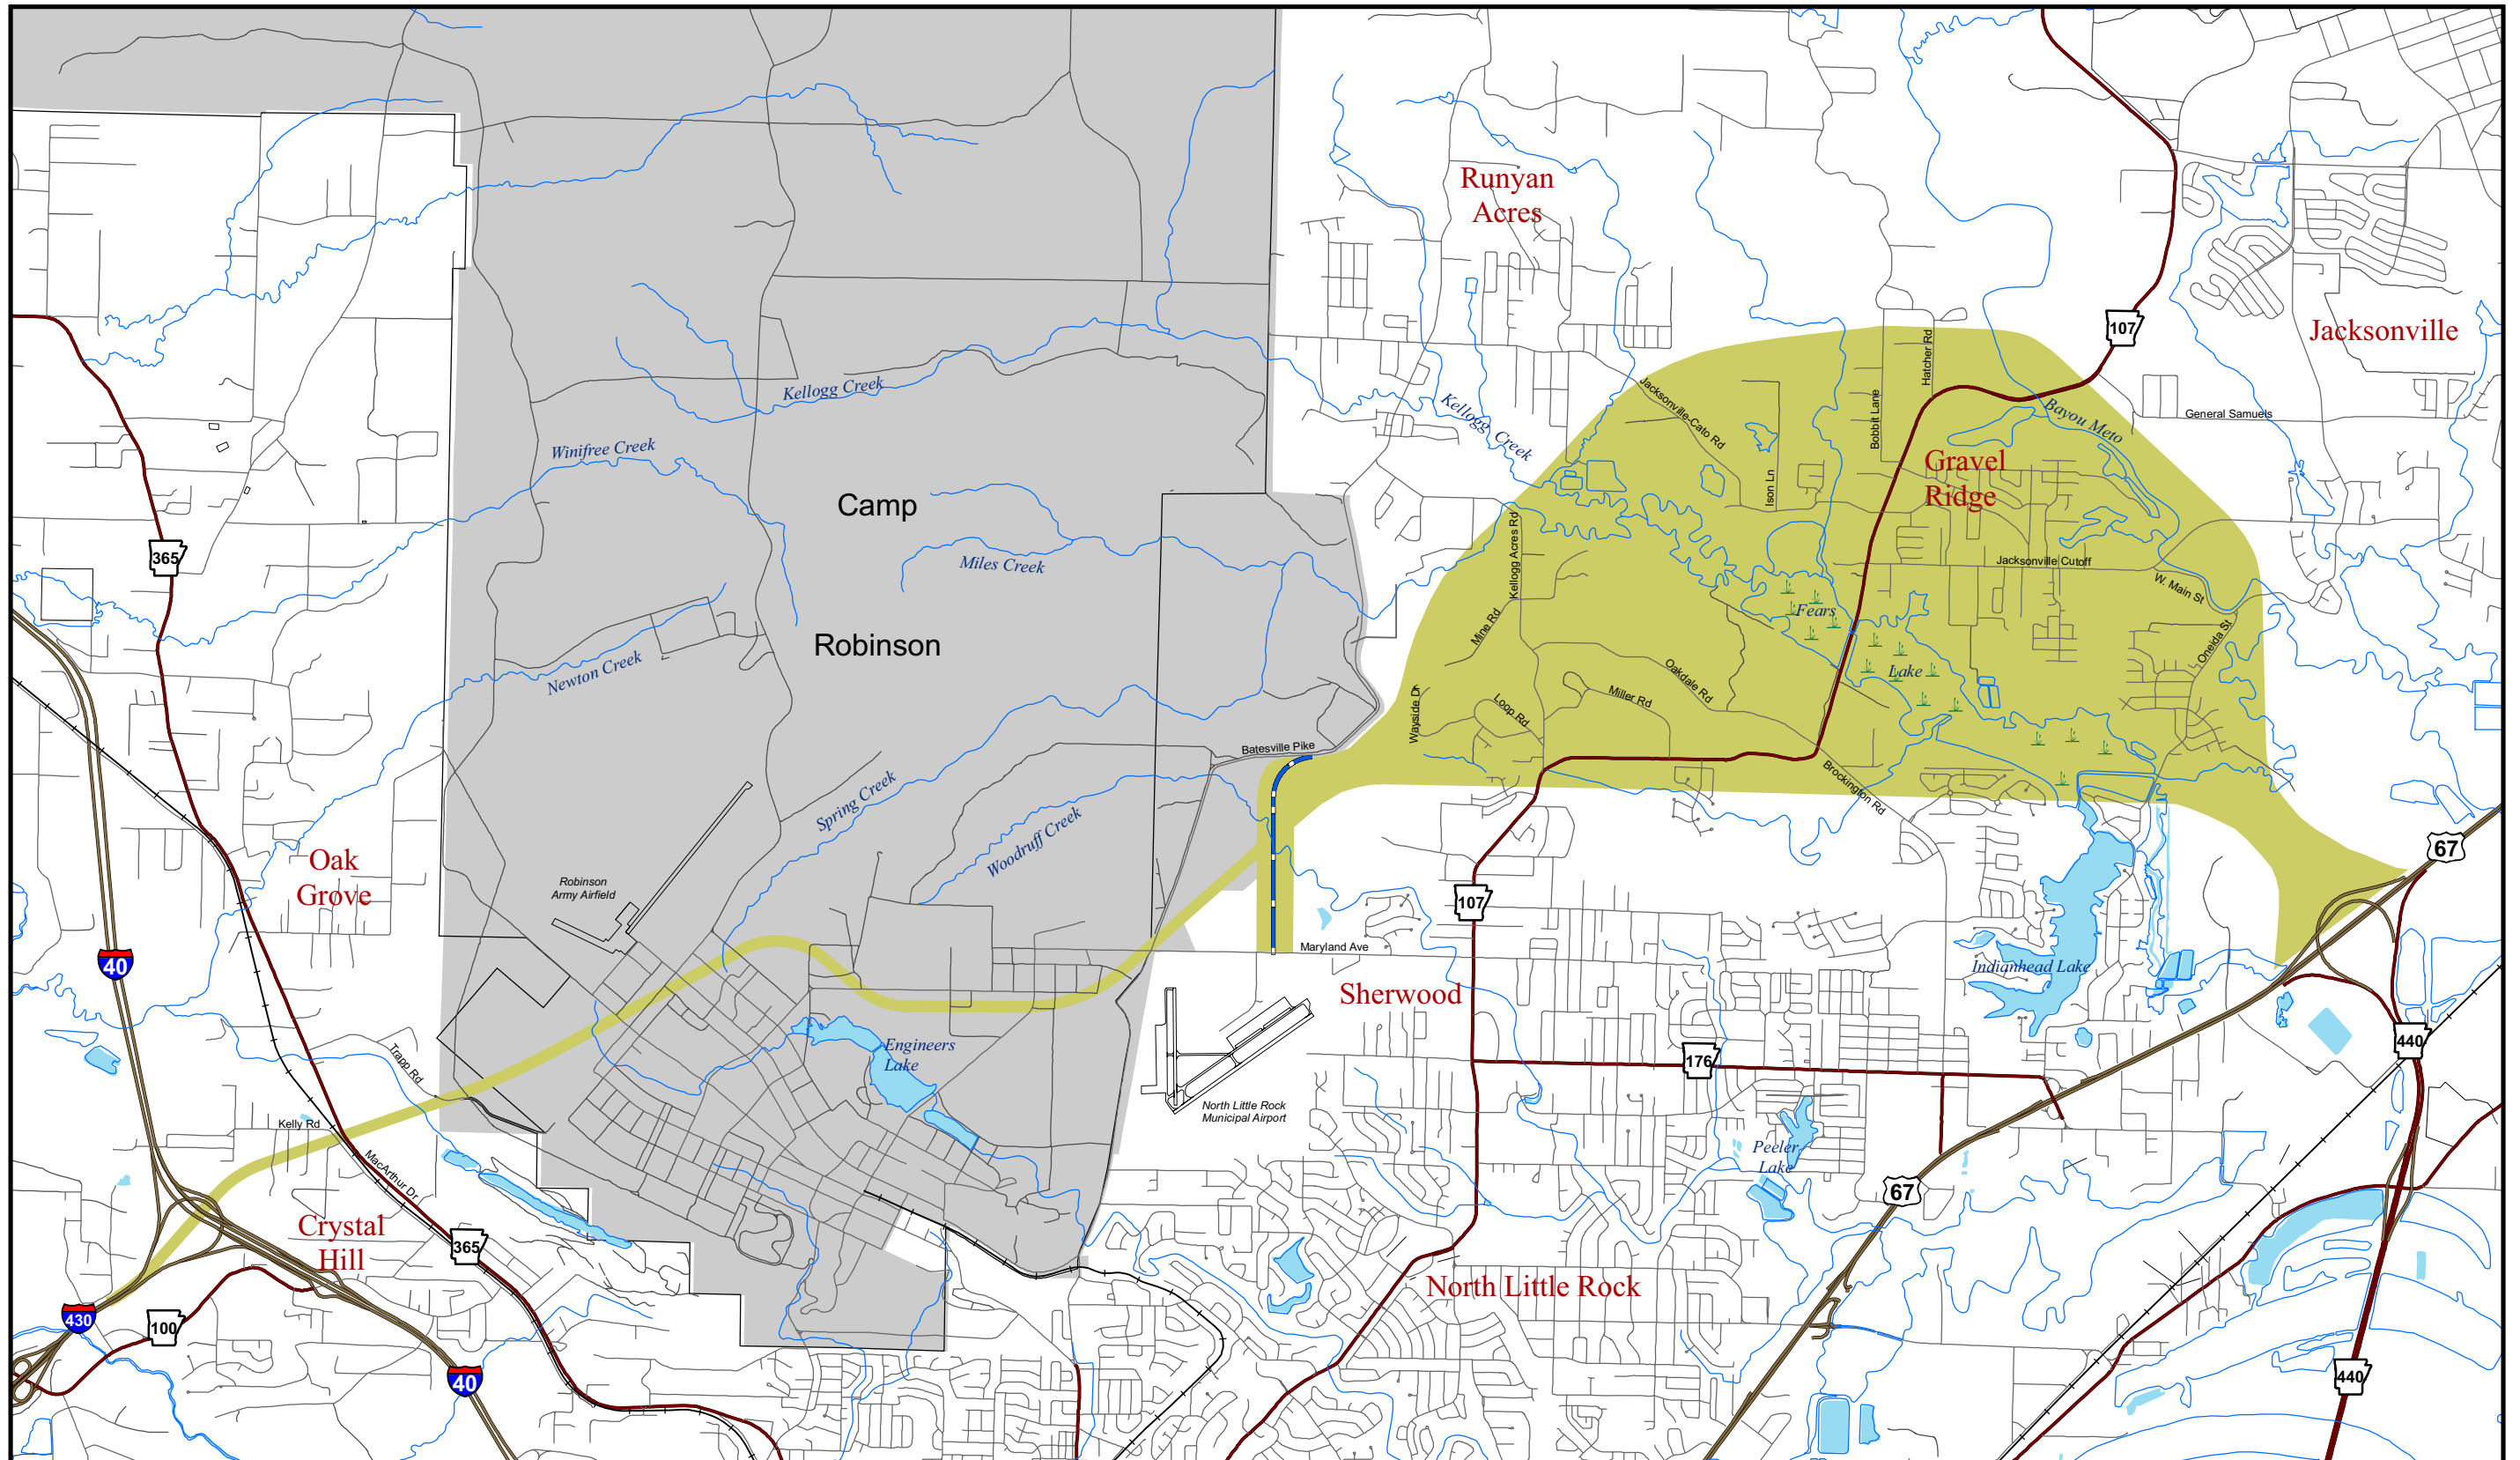 Runyan
Acres
107
Jacksonville
Hatcher Rd
Jacksonville-Cato Rd
Kellogg Creek
Kellogg Creek
Bobbit Lane
Bayou Meto
General Samuels
Winifree Creek
Gravel
Ridge
Ison Ln
Camp
Kellogg Acres Rd
365
Miles Creek
Jacksonville Cutoff
W. Main St
Fears
Mine Rd
Robinson
Oneida St
Newton Creek
Oakdale Rd
Lake
Miller Rd
Wayside Dr
Loop Rd
Batesville Pike
Brockington Rd
Spring Creek
Woodruff Creek
67
Oak
Grove
Robinson
Army Airfield
107
Maryland Ave
40
Indianhead Lake
Sherwood
Engineers
Lake
440
Trapp Rd
176
North Little Rock
Municipal Airport
Kelly Rd
Peeler
Lake
MacArthur Dr
67
Crystal
Hill
365
North Little Rock
430
100
40
440